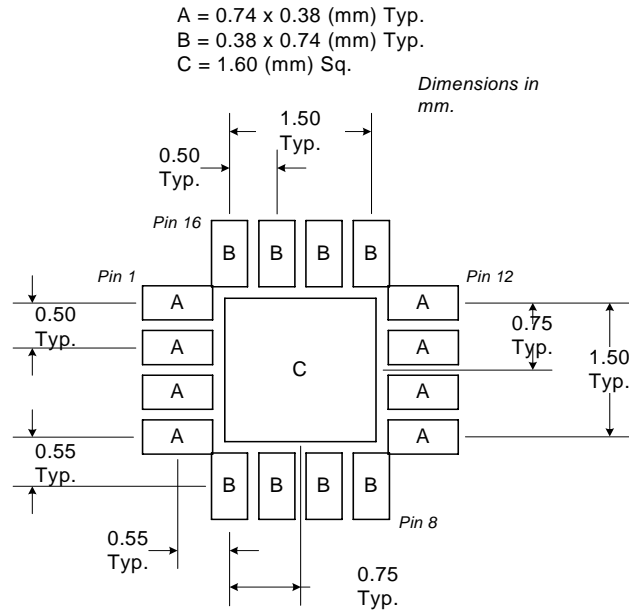 A = 0.74 x 0.38 (mm) Typ.
B = 0.38 x 0.74 (mm) Typ.
C = 1.60 (mm) Sq.
Dimensions in
mm.
1.50
Typ.
0.50
Typ.
Pin 16
B
B
B
B
Pin 1
Pin 12
A
A
0.50
Typ.
0.75
Typ.
A
A
1.50
Typ.
C
A
A
A
A
0.55
Typ.
B
B
B
B
Pin 8
0.55
Typ.
0.75
Typ.